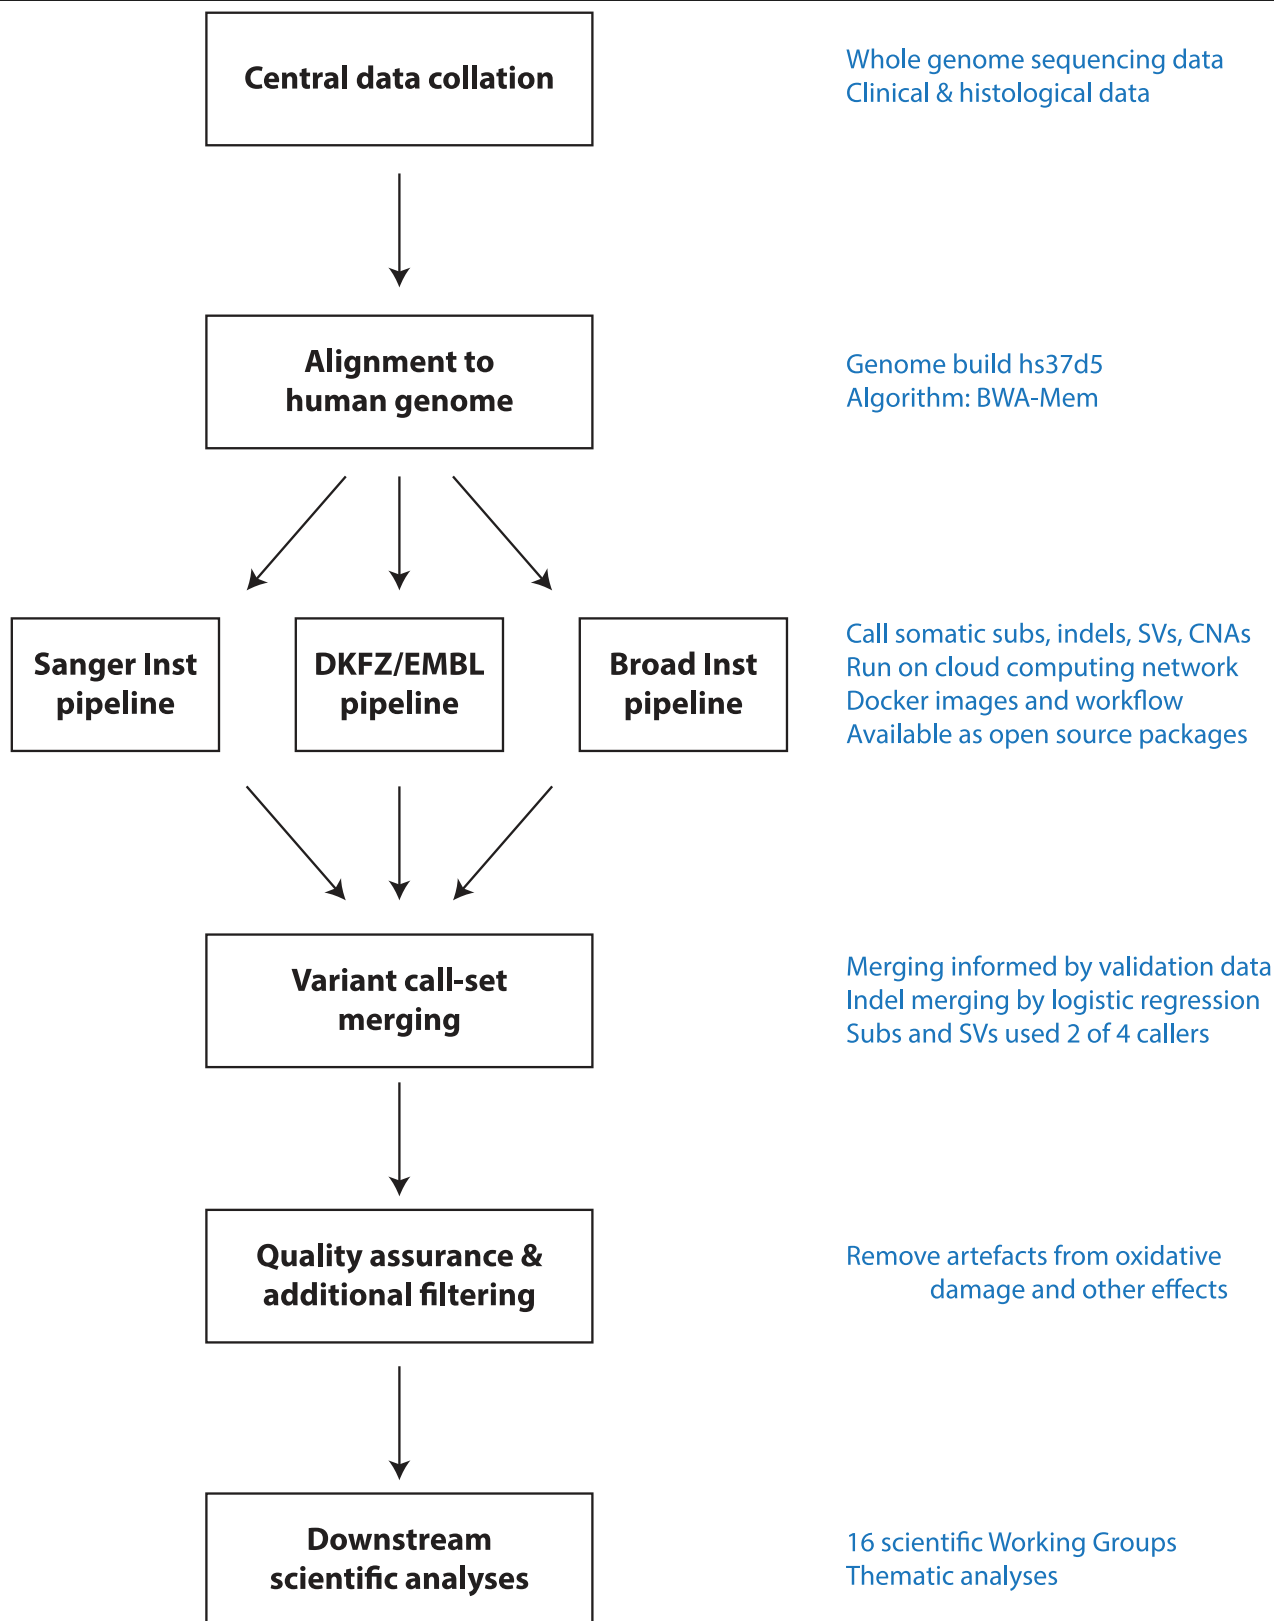 Central data collation
Whole genome sequencing data
Clinical & histological data
Alignment to
human genome
Genome build hs37d5
Algorithm: BWA-Mem
Sanger Inst
pipeline
DKFZ/EMBL
pipeline
Broad Inst
pipeline
Call somatic subs, indels, SVs, CNAs
Run on cloud computing network
Docker images and workflow
Available as open source packages
Variant call-set
merging
Merging informed by validation data
Indel merging by logistic regression
Subs and SVs used 2 of 4 callers
Quality assurance &
additional filtering
Remove artefacts from oxidative
damage and other effects
Downstream
scientific analyses
16 scientific Working Groups
Thematic analyses